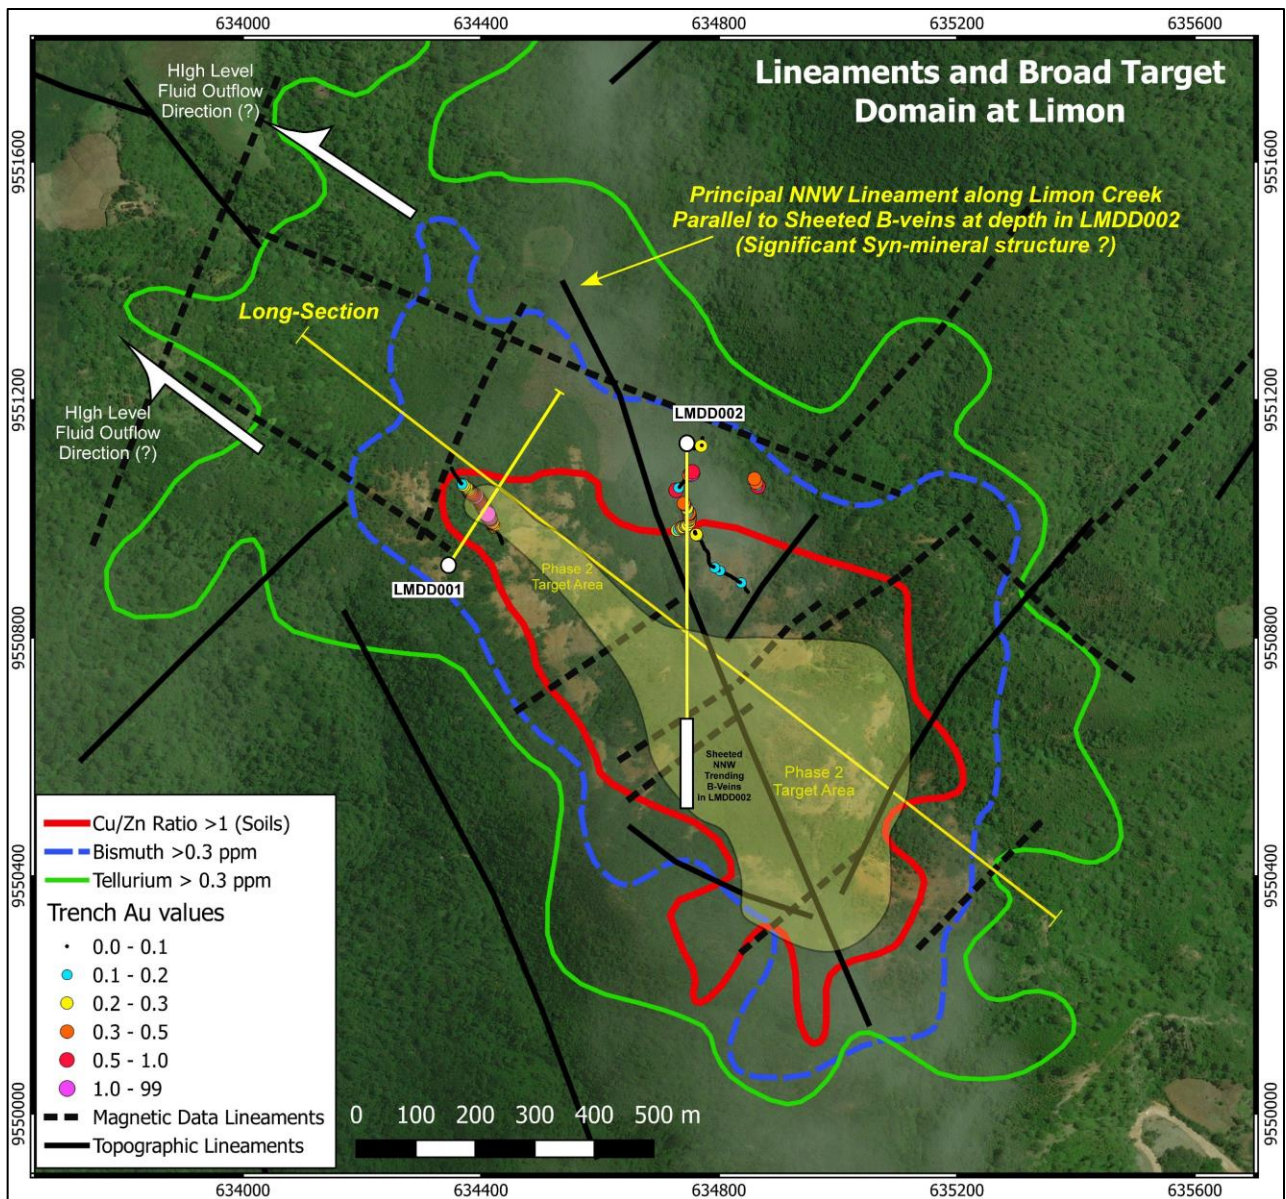 634000 634400 634800 635200 635600
Lineaments and Broad Target
Domain at Limon
HIgh Level
Fluid Outflow
Direction (?)
9551600
9551600
Principal NNW Lineament along Limon Creek
Parallel to Sheeted B-veins at depth in LMDD002
(Significant Syn-mineral structure ?)
Long-Section
9551200
9551200
HIgh Level
Fluid Outflow
Direction (?)
LMDD002
LMDD001
Phase 2
Target Area
9550800
9550800
Sheeted
NNW
Trending
B-Veins
in LMDD002
Phase 2
Target Area
9550400
9550400
Cu/Zn Ratio >1 (Soils)
Bismuth >0.3 ppm
Tellurium > 0.3 ppm
Trench Au values
0.0 - 0.1
0.1 - 0.2
0.2 - 0.3
0.3 - 0.5
0.5 - 1.0
1.0 - 99
Magnetic Data Lineaments
Topographic Lineaments
0 100 200 300 400 500 m
9550000
9550000
634000 634400 634800 635200 635600